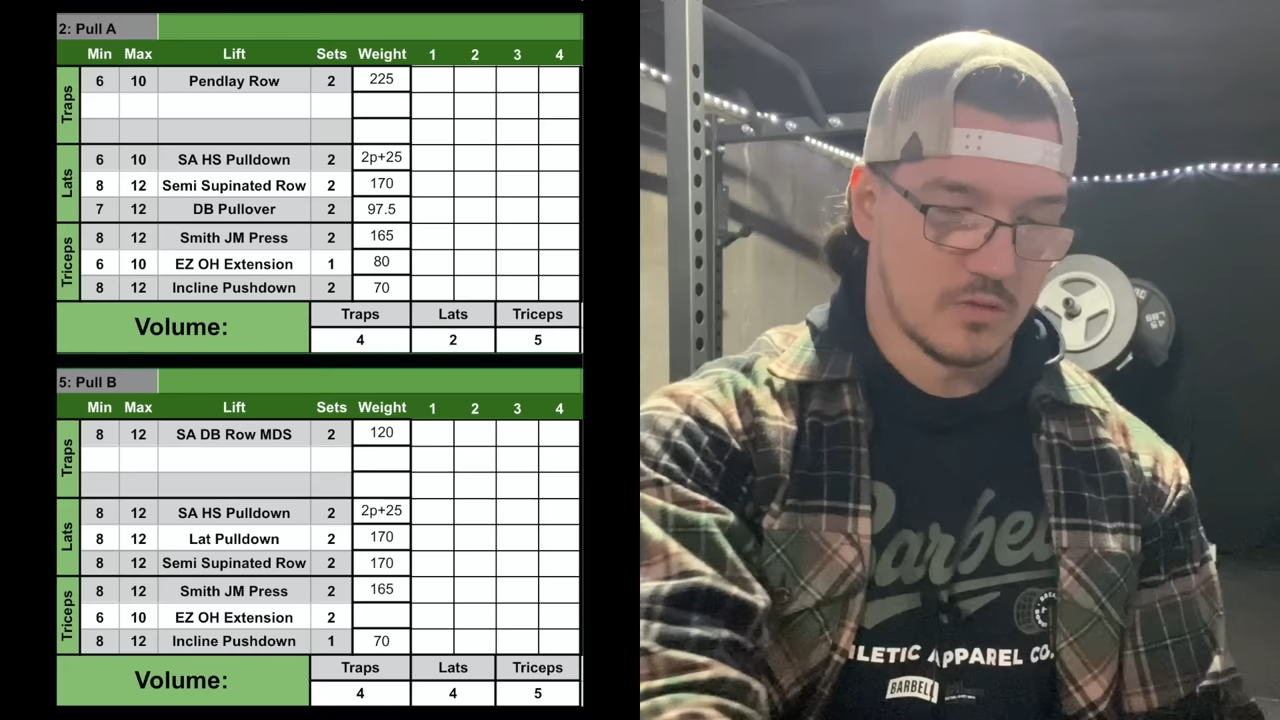 2: Pull A
Min Max Lift Sets Weight 1 2 3 4
Traps
6 10 Pendlay Row 2 225
Lats
6 10 SA HS Pulldown 2 2p+25
8 12 Semi Supinated Row 2 170
7 12 DB Pullover 2 97.5
Triceps
8 12 Smith JM Press 2 165
6 10 EZ OH Extension 1 80
8 12 Incline Pushdown 2 70
Volume:
Traps Lats Triceps
4 2 5
5: Pull B
Min Max Lift Sets Weight 1 2 3 4
Traps
8 12 SA DB Row MDS 2 120
Lats
8 12 SA HS Pulldown 2 2p+25
8 12 Lat Pulldown 2 170
8 12 Semi Supinated Row 2 170
Triceps
8 12 Smith JM Press 2 165
6 10 EZ OH Extension 2
8 12 Incline Pushdown 1 70
Volume:
Traps Lats Triceps
4 4 5
Barbel
LETIC APPAREL CO.
BARBELL
45
LBS